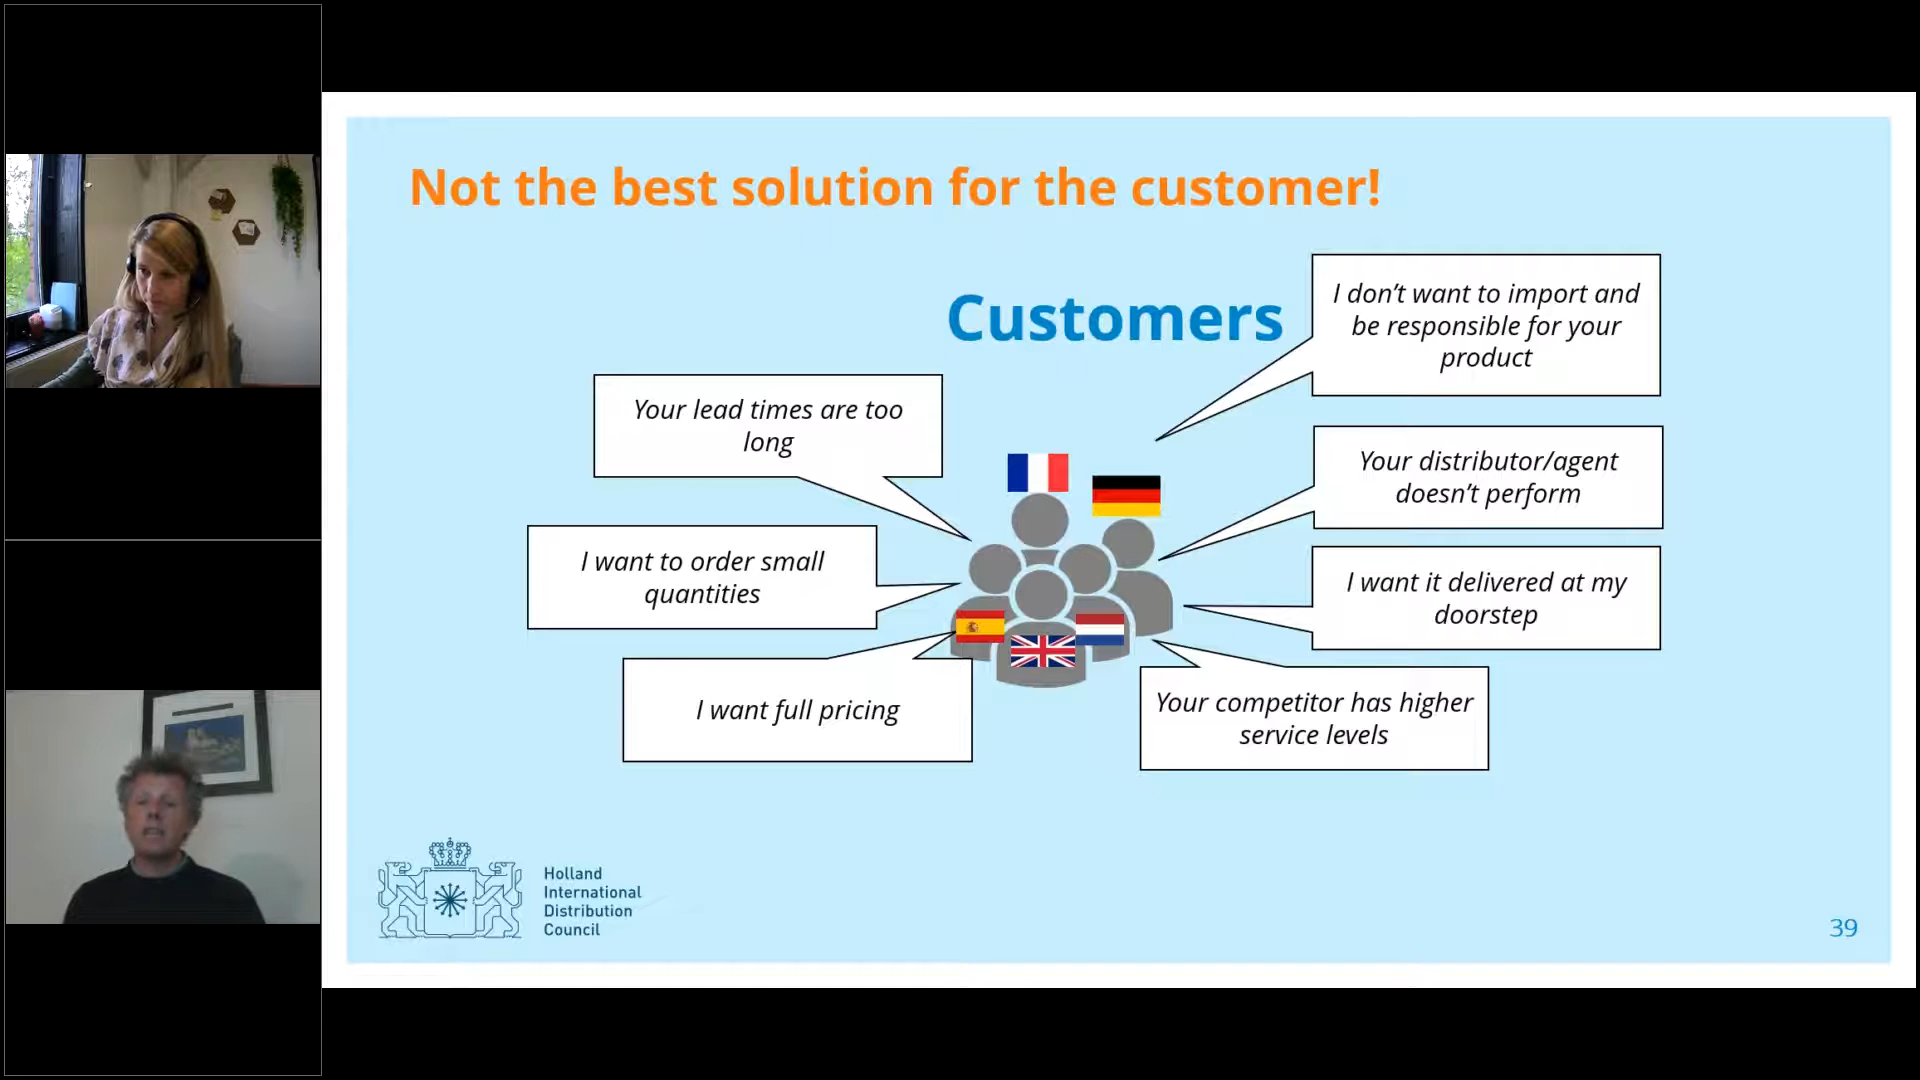 Not the best solution for the customer!
Customers
I don’t want to import and
be responsible for your
product
Your lead times are too
long
Your distributor/agent
doesn’t perform
I want to order small
quantities
I want it delivered at my
doorstep
I want full pricing
Your competitor has higher
service levels
Holland
International
Distribution
Council
39